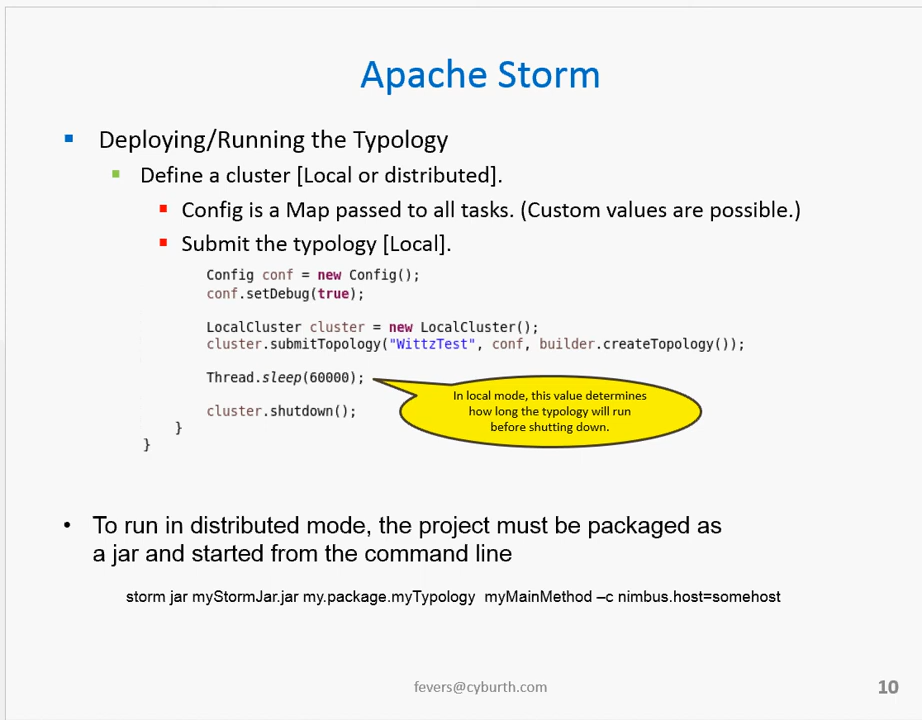 Apache Storm
Deploying/Running the Typology
Define a cluster [Local or distributed].
Config is a Map passed to all tasks. (Custom values are possible.)
Submit the typology [Local].
Config conf = new Config();
conf.setDebug(true);
LocalCluster cluster = new LocalCluster();
cluster.submitTopology("WittzTest", conf, builder.createTopology());
Thread.sleep(60000);
In local mode, this value determines
how long the typology will run
before shutting down.
cluster.shutdown();
}
}
• To run in distributed mode, the project must be packaged as
a jar and started from the command line
storm jar myStormJar.jar my.package.myTypology myMainMethod –c nimbus.host=somehost
fevers@cyburth.com
10